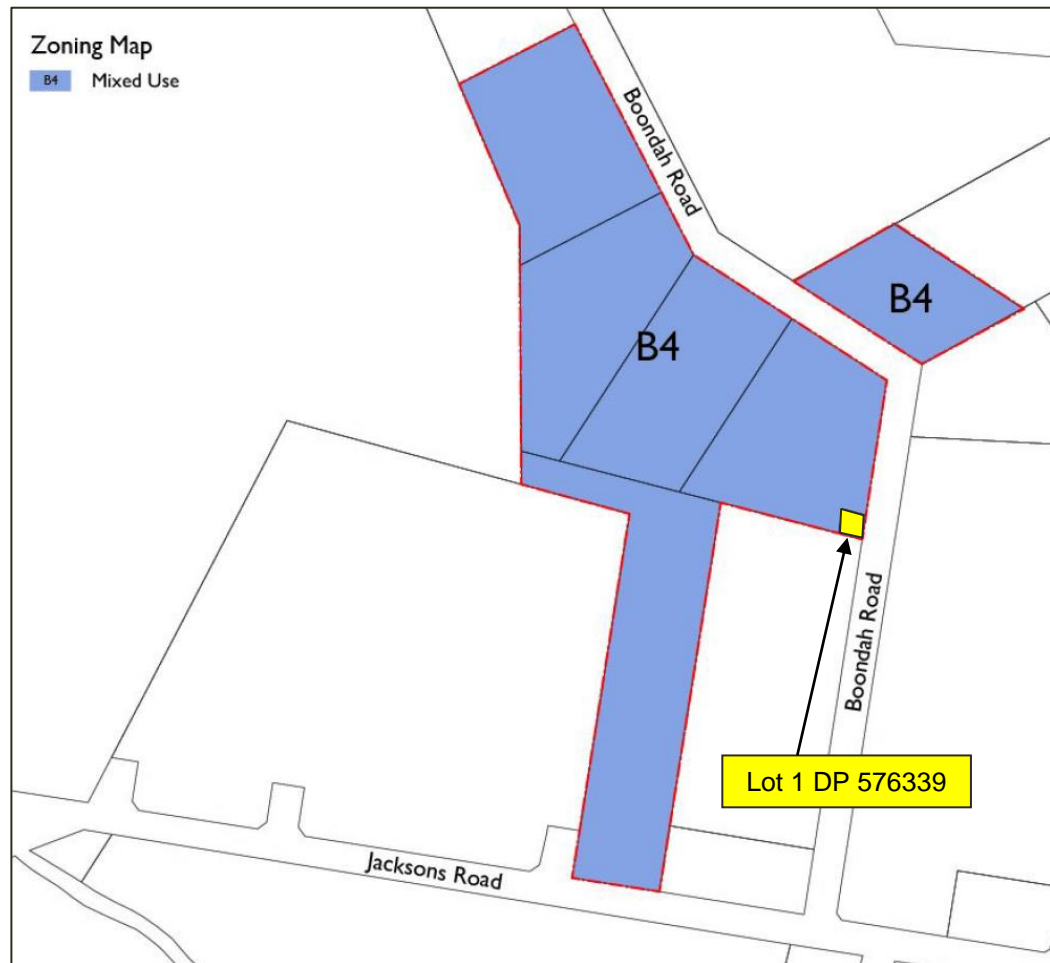 Zoning Map
B4 Mixed Use
Boondah Road
B4
B4
Boondah Road
Lot 1 DP 576339
Jacksons Road